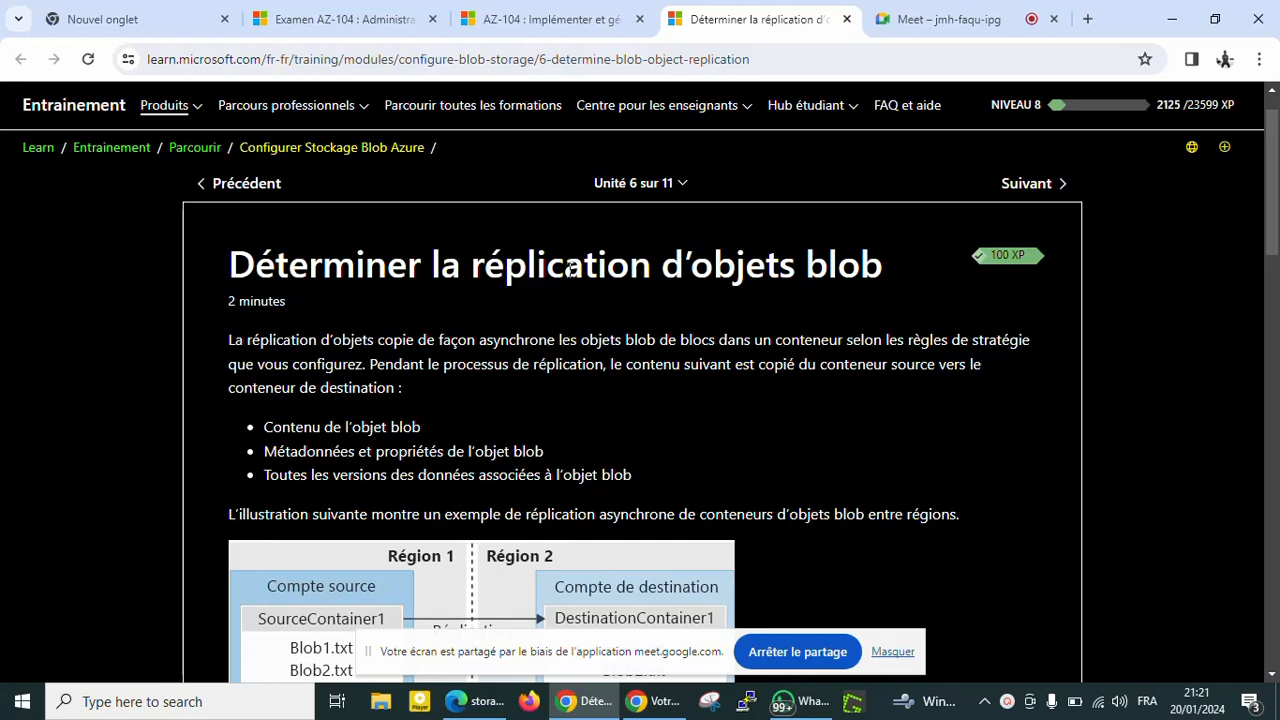 Nouvel onglet
Examen AZ-104 : Administra
AZ-104 : Implémenter et gé
Déterminer la réplication d'o
Meet – jmh-faqu-ipg
learn.microsoft.com/fr-fr/training/modules/configure-blob-storage/6-determine-blob-object-replication
Entrainement Produits Parcours professionnels Parcourir toutes les formations Centre pour les enseignants Hub étudiant FAQ et aide NIVEAU 8 2125 /23599 XP
Learn / Entrainement / Parcourir / Configurer Stockage Blob Azure /
Précédent Unité 6 sur 11 Suivant
Déterminer la réplication d'objets blob
100 XP
2 minutes
La réplication d'objets copie de façon asynchrone les objets blob de blocs dans un conteneur selon les règles de stratégie
que vous configurez. Pendant le processus de réplication, le contenu suivant est copié du conteneur source vers le
conteneur de destination :
• Contenu de l'objet blob
• Métadonnées et propriétés de l'objet blob
• Toutes les versions des données associées à l'objet blob
L'illustration suivante montre un exemple de réplication asynchrone de conteneurs d'objets blob entre régions.
Région 1 Région 2
Compte source Compte de destination
SourceContainer1 DestinationContainer1
Blob1.txt
Blob2.txt
Votre écran est partagé par le biais de l'application meet.google.com. Arrêter le partage Masquer
Type here to search
stora...
Déte...
Votr...
99+
Wha...
Win...
FRA
21:21
20/01/2024
3